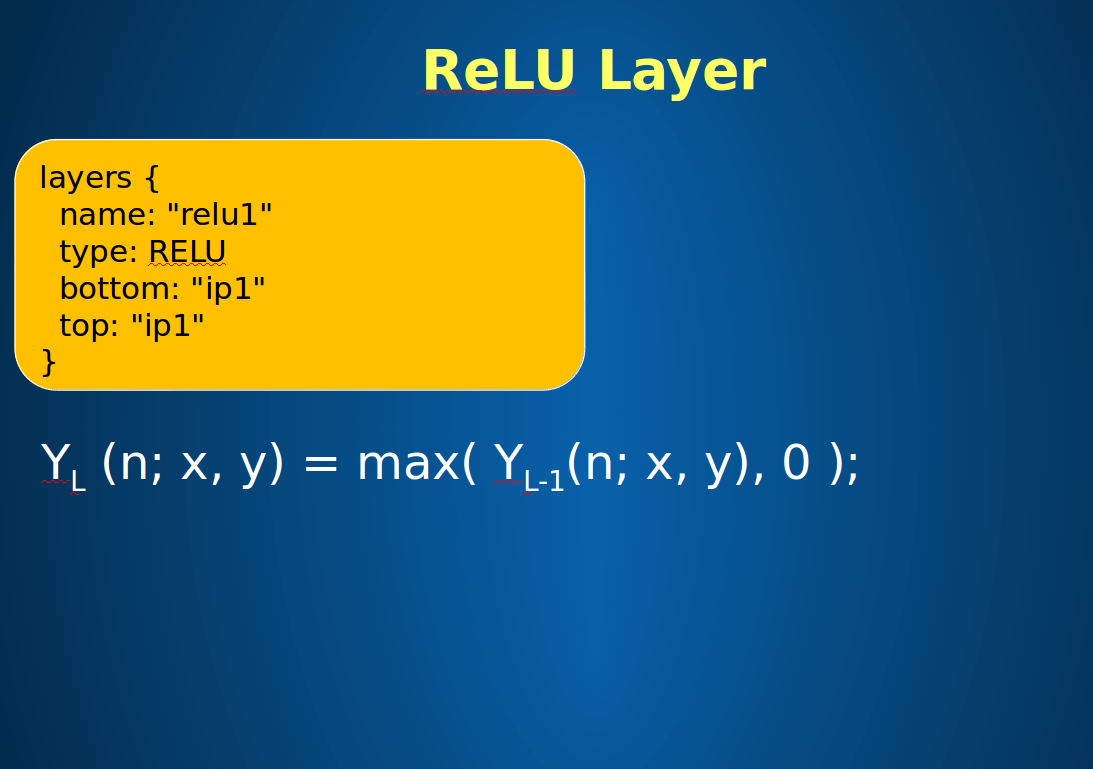 ReLU Layer
layers {
  name: "relu1"
  type: RELU
  bottom: "ip1"
  top: "ip1"
}
Y_L (n; x, y) = max( Y_{L-1}(n; x, y), 0 );